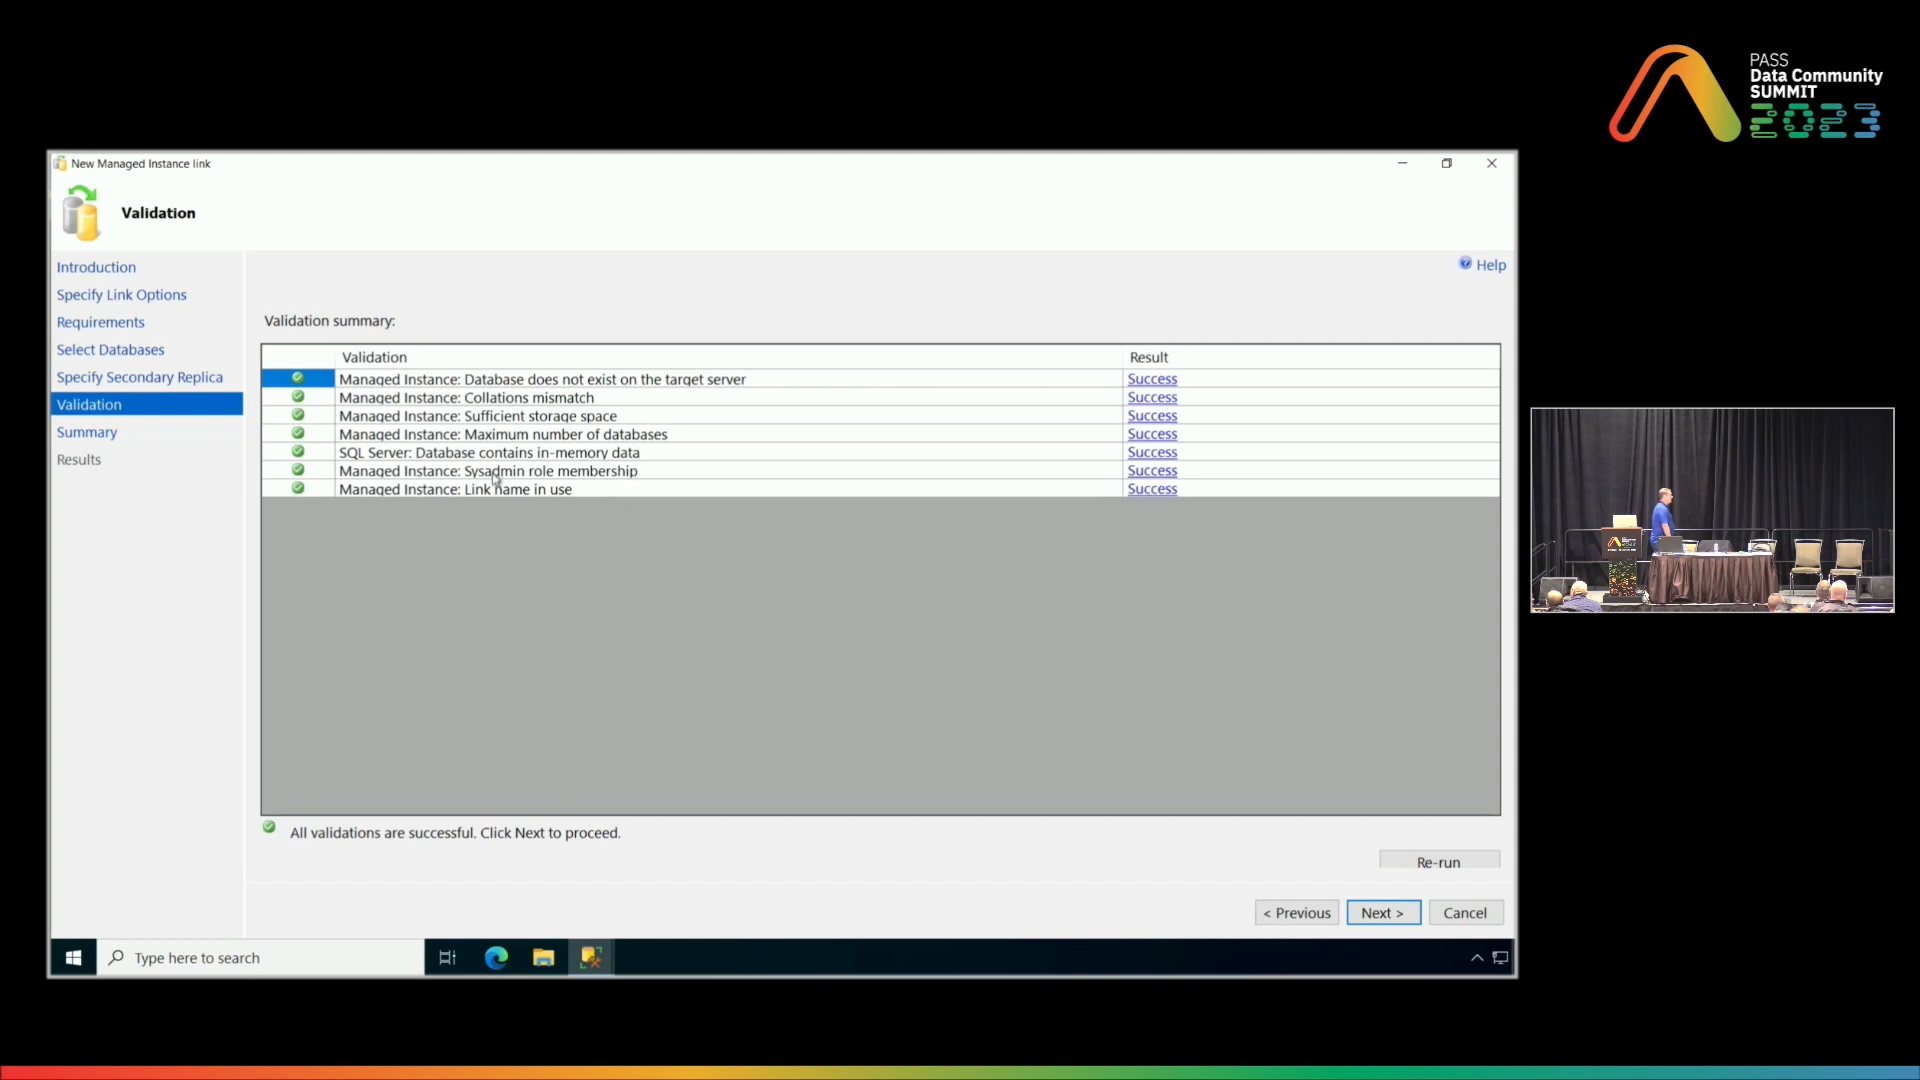 PASS
Data Community
SUMMIT
2023
New Managed Instance link
Validation
Introduction
Specify Link Options
Requirements
Select Databases
Specify Secondary Replica
Validation
Summary
Results
Help
Validation summary:
Validation Result
Managed Instance: Database does not exist on the target server Success
Managed Instance: Collations mismatch Success
Managed Instance: Sufficient storage space Success
Managed Instance: Maximum number of databases Success
SQL Server: Database contains in-memory data Success
Managed Instance: Sysadmin role membership Success
Managed Instance: Link name in use Success
All validations are successful. Click Next to proceed.
Re-run
< Previous Next > Cancel
Type here to search